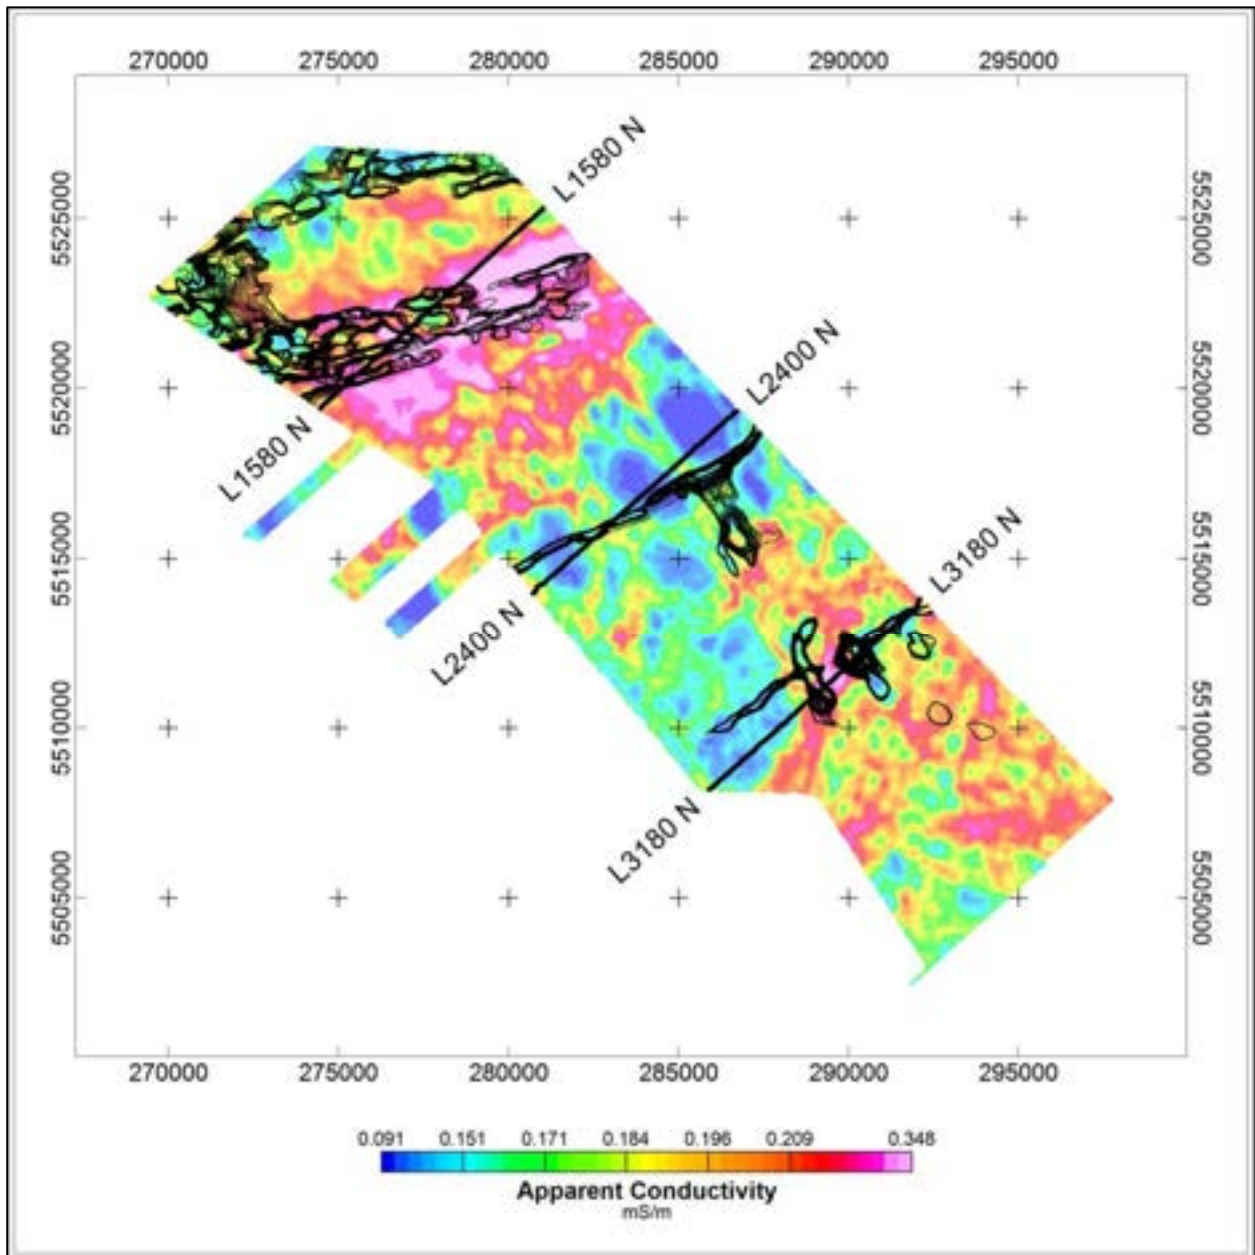 270000 275000 280000 285000 290000 295000
L1580 N
5525000 5525000
L2400 N
5520000 5520000
L1580 N
L3180 N
5515000 5515000
L2400 N
5510000 5510000
L3180 N
5505000 5505000
270000 275000 280000 285000 290000 295000
0.091 0.151 0.171 0.184 0.196 0.209 0.348
Apparent Conductivity
mS/m